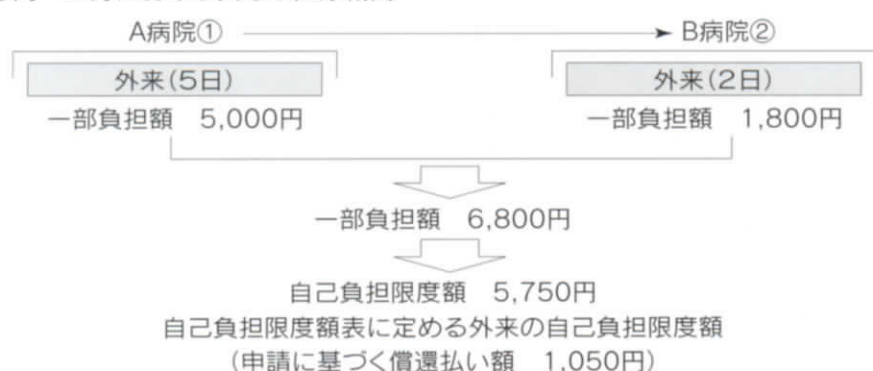 A病院① B病院②
外来(5日) 外来(2日)
一部負担額 5,000円 一部負担額 1,800円
一部負担額 6,800円
自己負担限度額 5,750円
自己負担限度額表に定める外来の自己負担限度額
(申請に基づく償還払い額 1,050円)